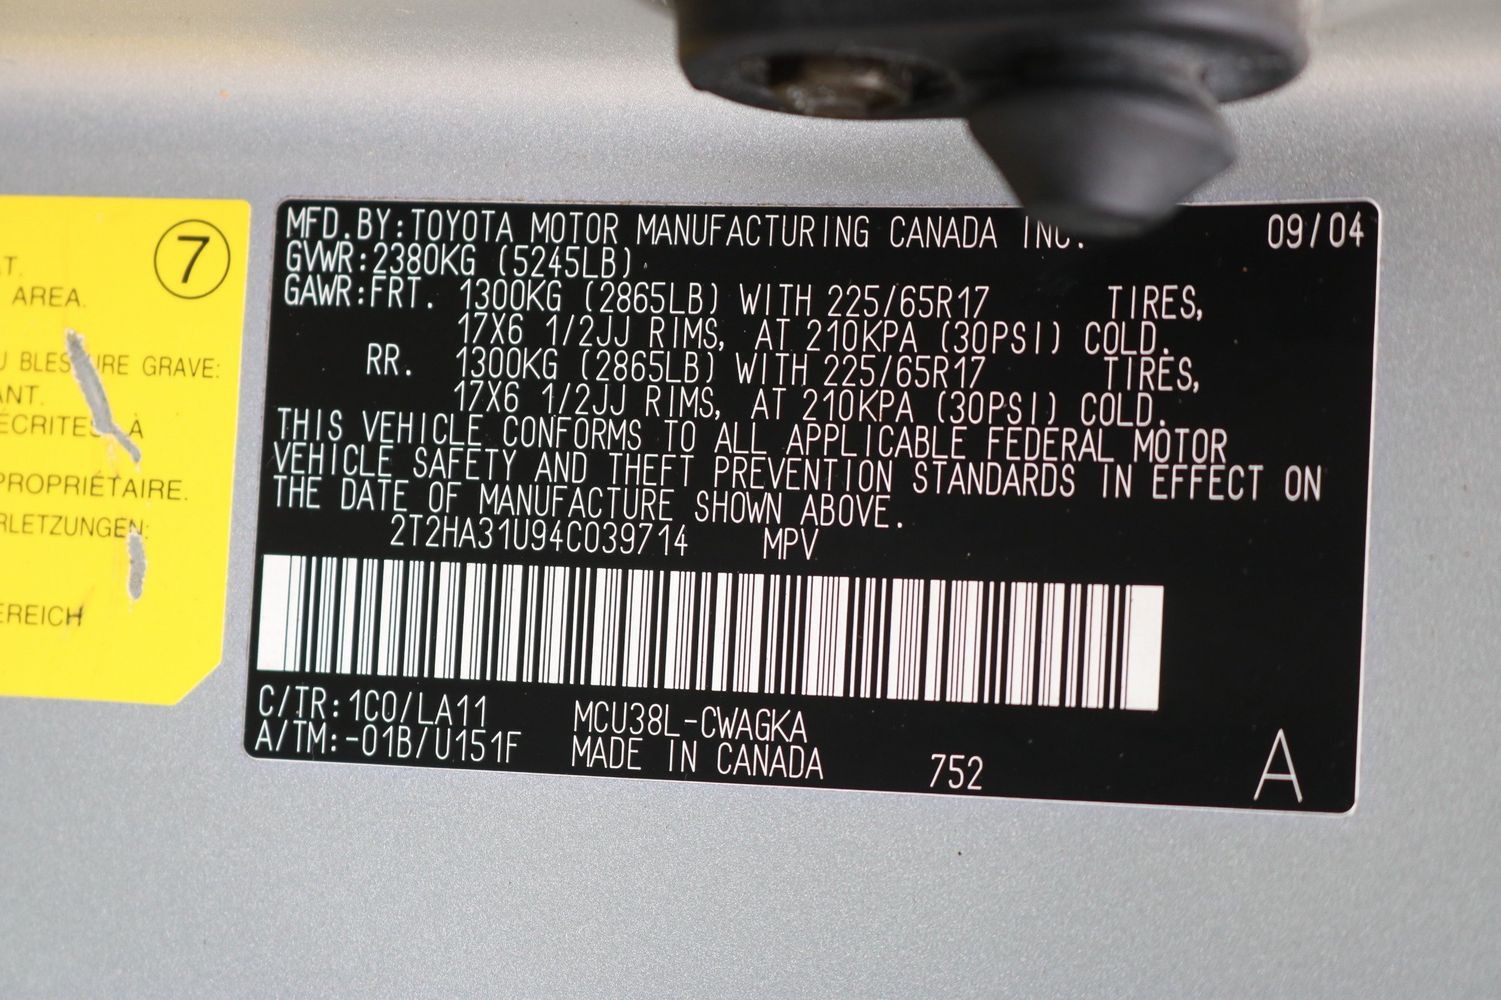 7
AREA.
GRAVE:
ANT.
À
PROPRIÉTAIRE.
MFD.BY:TOYOTA MOTOR MANUFACTURING CANADA INC. 09/04
GVWR:2380KG (5245LB)
GAWR:FRT. 1300KG (2865LB) WITH 225/65R17 TIRES,
17X6 1/2JJ RIMS, AT 210KPA (30PSI) COLD.
RR. 1300KG (2865LB) WITH 225/65R17 TIRES,
17X6 1/2JJ RIMS, AT 210KPA (30PSI) COLD.
THIS VEHICLE CONFORMS TO ALL APPLICABLE FEDERAL MOTOR
VEHICLE SAFETY AND THEFT PREVENTION STANDARDS IN EFFECT ON
THE DATE OF MANUFACTURE SHOWN ABOVE.
2T2HA31U94C039714 MPV
C/TR:1C0/LA11 MCU38L-CWAGKA
A/TM:-01B/U151F MADE IN CANADA 752 A